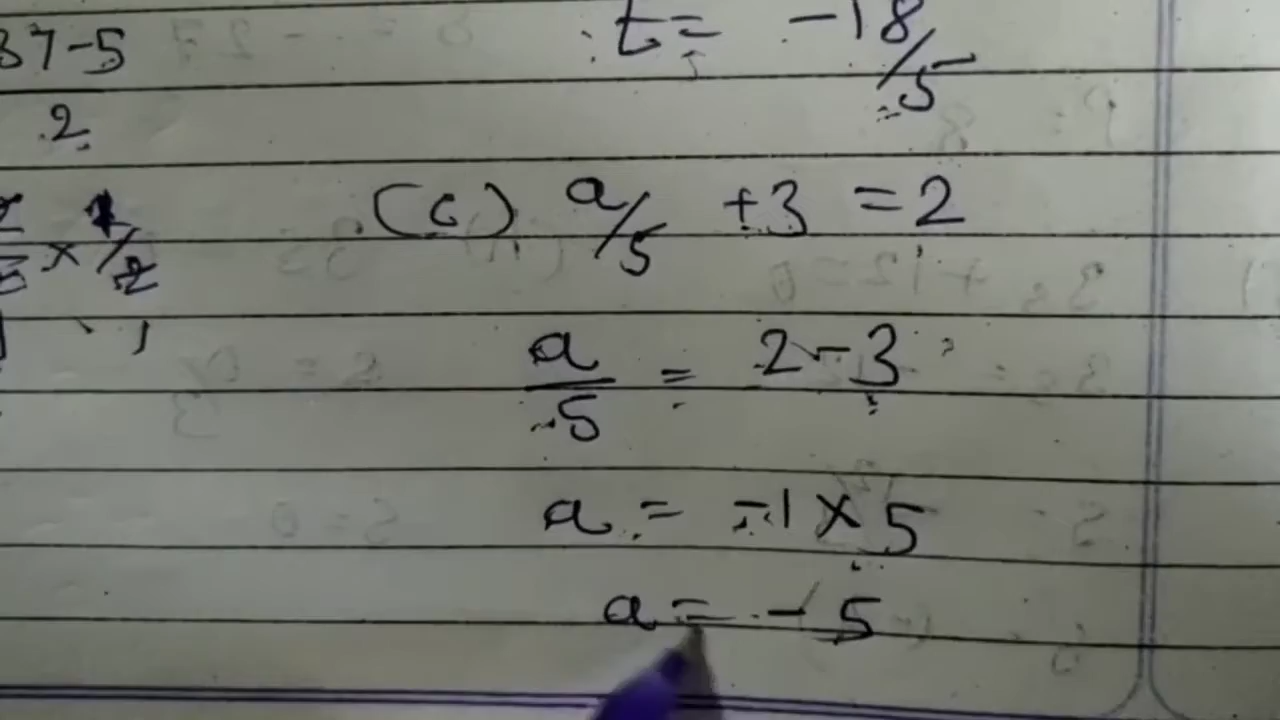 t = -18/5
37-5
2
(c) a/5 +3 = 2
a/5 = 2-3
a = -1 × 5
a = - 5